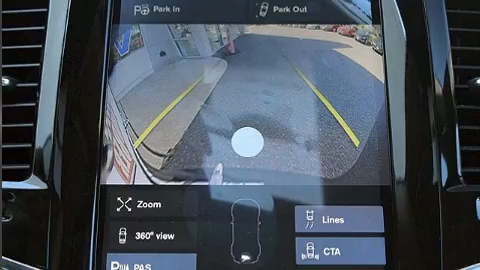 Park In
Park Out
Zoom
360° view
Lines
CTA
PAS